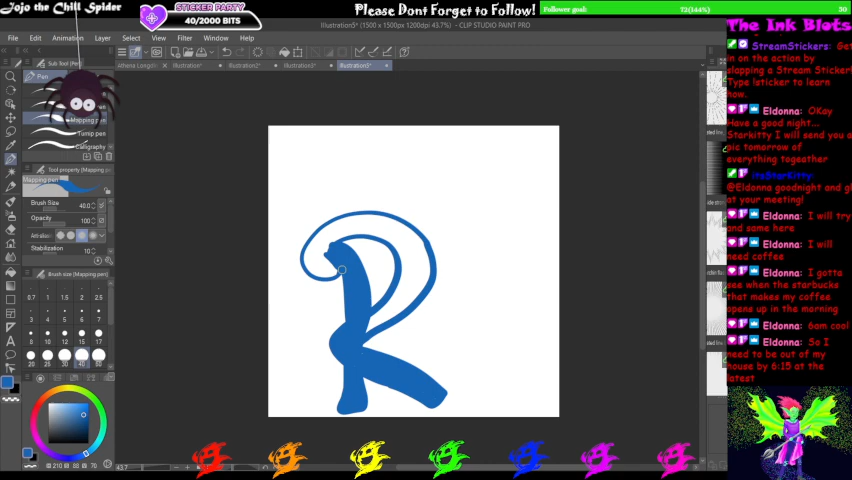 Jojo the Chill Spider
STICKER PARTY
40/2000 BITS
Please Dont Forget to Follow!
Follower goal:
72(144%)
50
Illustration5* (1500 x 1500px 1200dpi 43.7%) - CLIP STUDIO PAINT PRO
File Edit Animation Layer Select View Filter Window Help
Illustration* Illustration2* Illustration3* Illustration5*
Sub Tool [Pen]
Pen
Mapping pen
Turnip pen
Calligraphy
Tool property [Mapping pen]
Mapping pen
Brush Size 40.0
Opacity 100
Stabilization 10
Brush size [Mapping pen]
0.7 1 1.5 2 2.5
3 4 5 6 7
8 10 12 15 17
20 25 30 40 50
R
43.7
210 88 70
The Ink Blots
StreamStickers: Get
in on the action by
slapping a Stream Sticker!
Type !sticker to learn
how.
Eldonna: OKay
Have a good night...
Starkitty I will send you a
pic tomorrow of
everything togeather
itsStarKitty:
@Eldonna goodnight and gl
at your meeting!
Eldonna: I will try
and same here
Eldonna: I will
need coffee
Eldonna: I gotta
see when the starbucks
that makes my coffee
opens up in the morning
Eldonna: 6am cool
Eldonna: So I
need to be out of my
house by 6:15 at the
latest